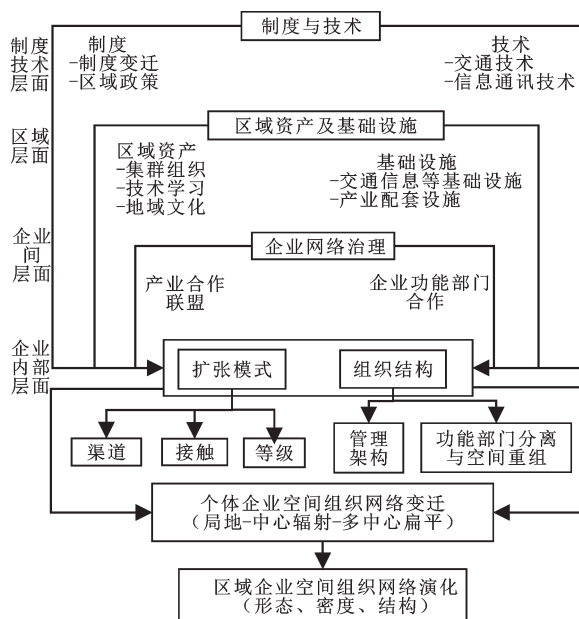 制度与技术
制度
技术层面
制度
-制度变迁
-区域政策
技术
-交通技术
-信息通讯技术
区域
层面
区域资产及基础设施
区域资产
-集群组织
-技术学习
-地域文化
基础设施
-交通信息等基础设施
-产业配套设施
企业
间
层面
企业网络治理
产业合作
联盟
企业功能部门
合作
企业
内部
层面
扩张模式
组织结构
渠道
接触
等级
管理
架构
功能部门分离
与空间重组
个体企业空间组织网络变迁
(局地-中心辐射-多中心扁平)
区域企业空间组织网络演化
(形态、密度、结构)